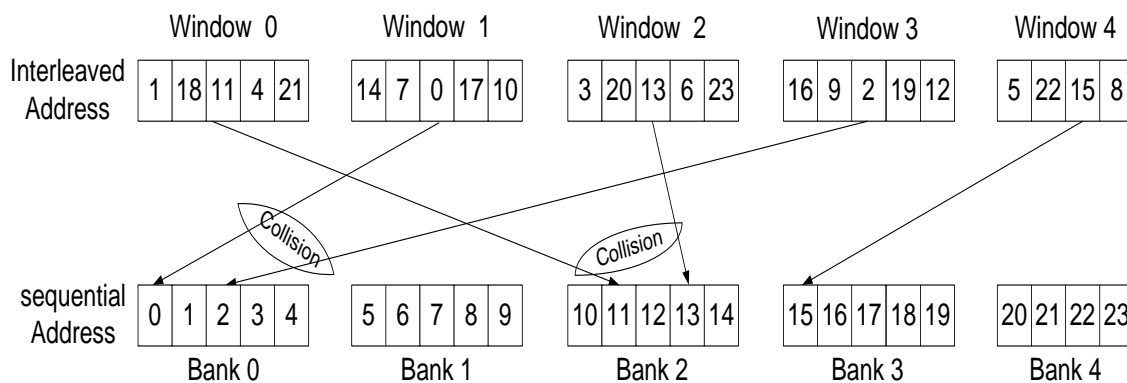 Window 0 Window 1 Window 2 Window 3 Window 4
Interleaved
Address
1 18 11 4 21 14 7 0 17 10 3 20 13 6 23 16 9 2 19 12 5 22 15 8
Collision Collision
sequential
Address
0 1 2 3 4 5 6 7 8 9 10 11 12 13 14 15 16 17 18 19 20 21 22 23
Bank 0 Bank 1 Bank 2 Bank 3 Bank 4